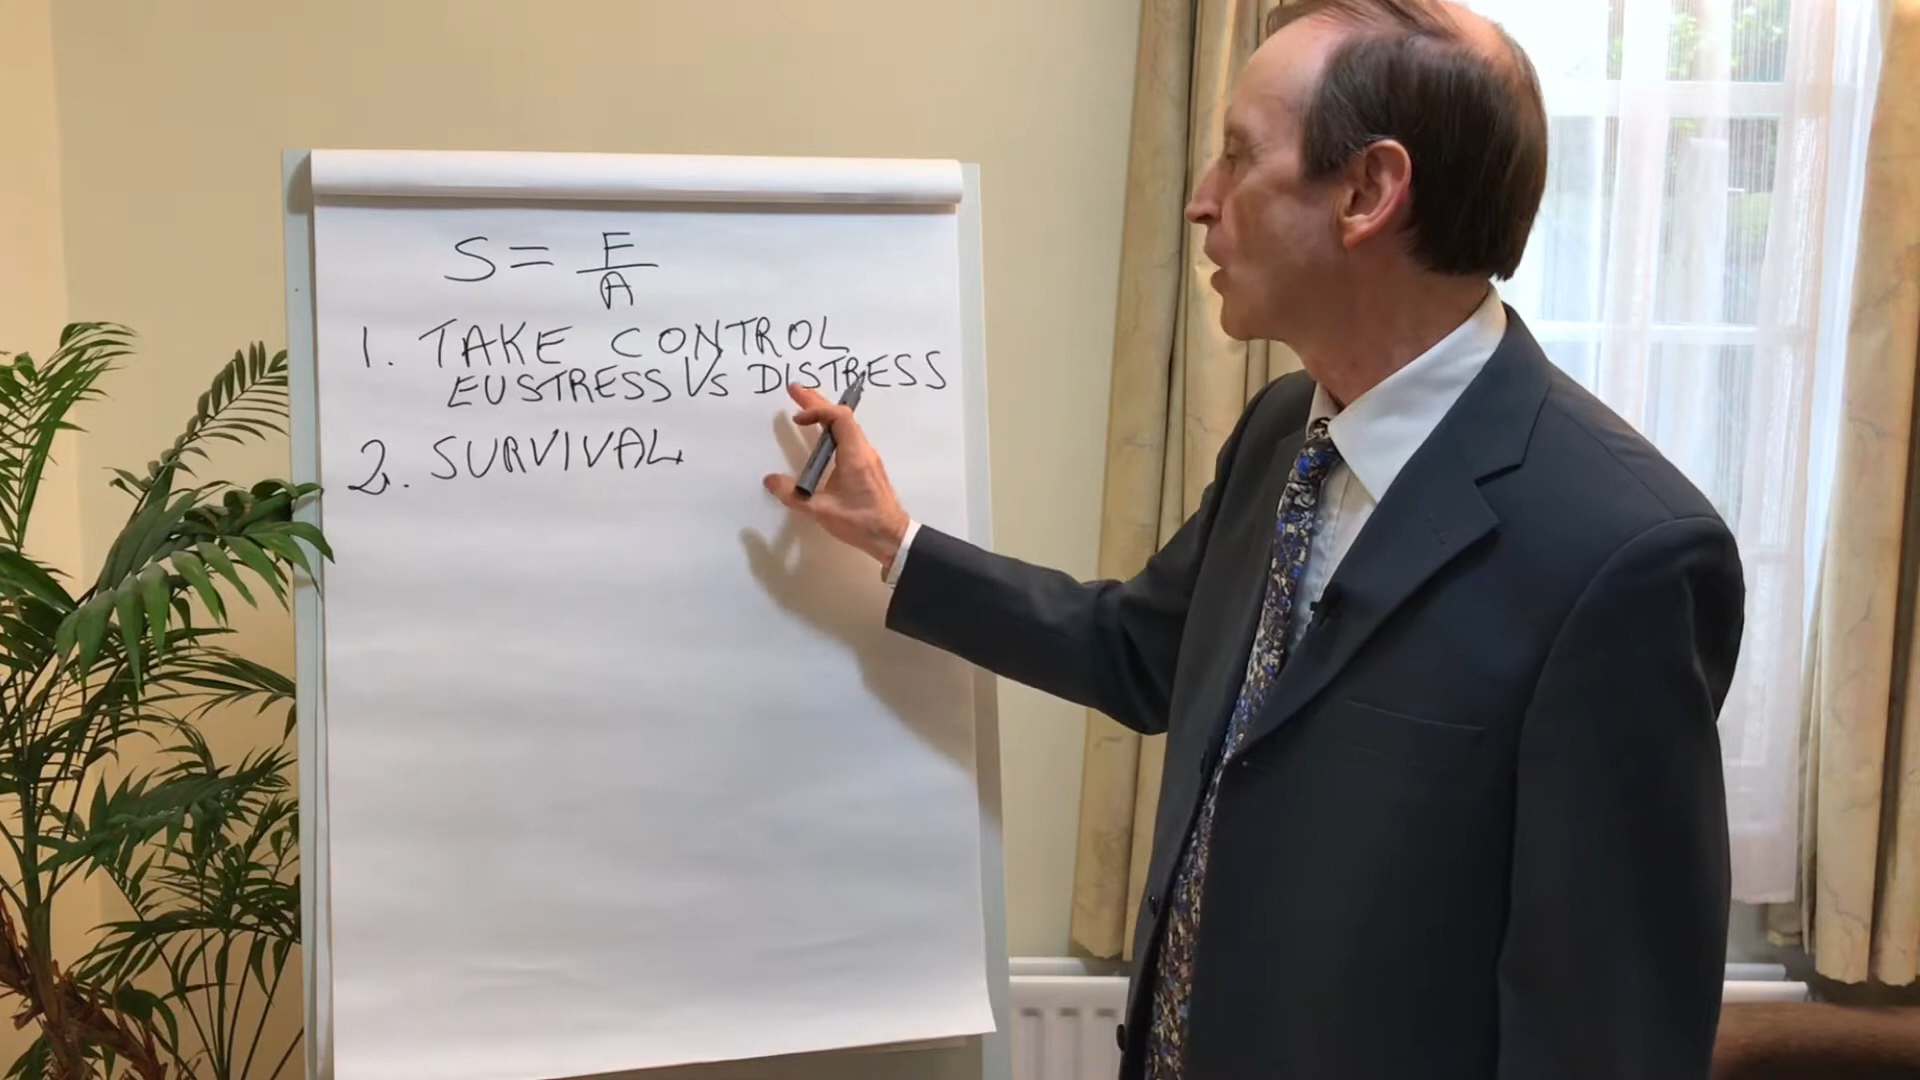 S = F
A
1. TAKE CONTROL
EUSTRESS VS DISTRESS
2. SURVIVAL